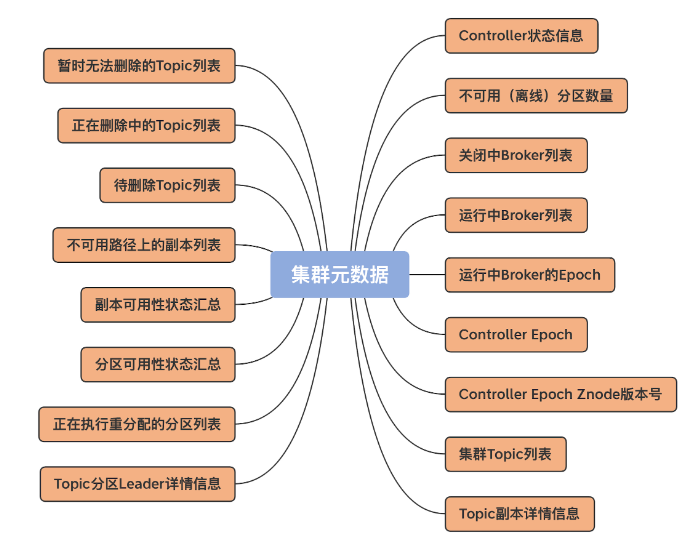 集群元数据
Controller状态信息
不可用（离线）分区数量
关闭中Broker列表
运行中Broker列表
运行中Broker的Epoch
Controller Epoch
Controller Epoch Znode版本号
集群Topic列表
Topic副本详情信息
暂时无法删除的Topic列表
正在删除中的Topic列表
待删除Topic列表
不可用路径上的副本列表
副本可用性状态汇总
分区可用性状态汇总
正在执行重分配的分区列表
Topic分区Leader详情信息